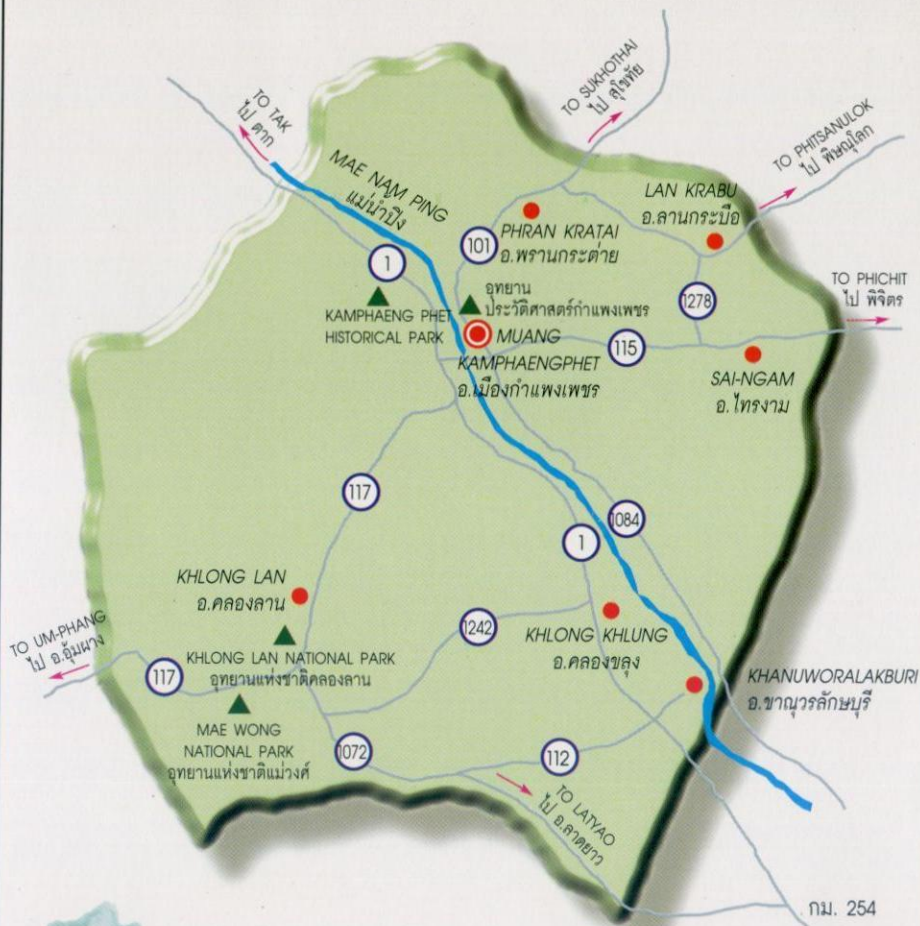 TO SUKHOTHAI
ไป สุโขทัย
TO TAK
ไป ตาก
TO PHITSANULOK
ไป พิษณุโลก
MAE NAM PING
แม่น้ำปิง
LAN KRABU
อ.ลานกระบือ
PHRAN KRATAI
อ.พรานกระต่าย
101
1
TO PHICHIT
ไป พิจิตร
อุทยาน
ประวัติศาสตร์กำแพงเพชร
1278
KAMPHAENG PHET
HISTORICAL PARK
MUANG
KAMPHAENGPHET
อ.เมืองกำแพงเพชร
115
SAI-NGAM
อ.ไทรงาม
117
1084
1
KHLONG LAN
อ.คลองลาน
1242
KHLONG KHLUNG
อ.คลองขลุง
TO UM-PHANG
ไป อ.อุ้มผาง
KHLONG LAN NATIONAL PARK
อุทยานแห่งชาติคลองลาน
117
KHANUWORALAKBURI
อ.ขาณุวรลักษบุรี
MAE WONG
NATIONAL PARK
อุทยานแห่งชาติแม่วงศ์
1072
112
TO LATYAO
ไป อ.ลาดยาว
กม. 254